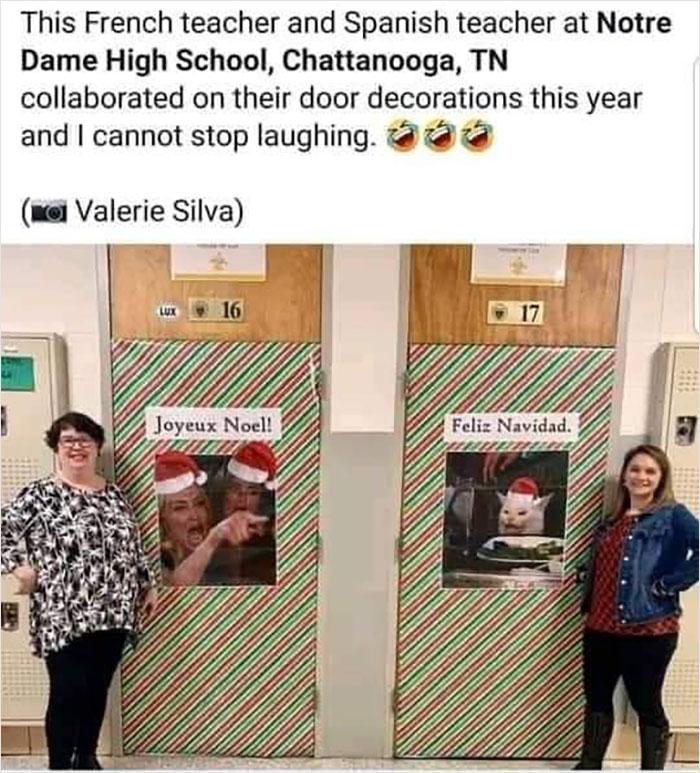 This French teacher and Spanish teacher at Notre
Dame High School, Chattanooga, TN
collaborated on their door decorations this year
and I cannot stop laughing. 🤣🤣🤣
(📷 Valerie Silva)
LUX
16
17
Joyeux Noel!
Feliz Navidad.